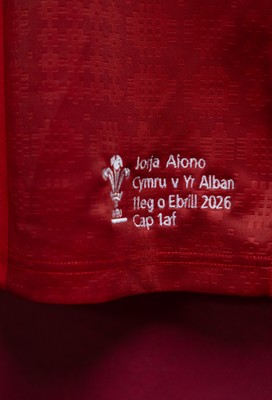 Jorja Aiono
Cymru v Yr Alban
11eg o Ebrill 2026
Cap 1af